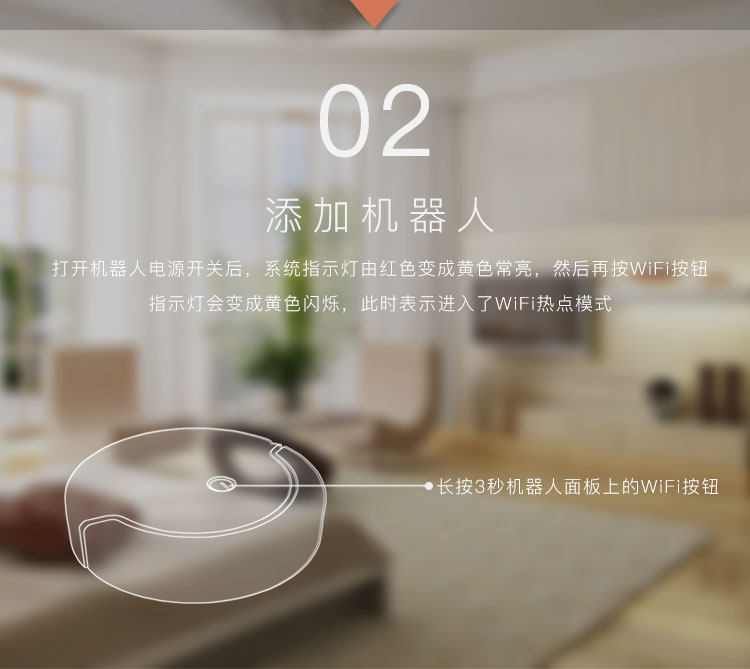 02
添加机器人
打开机器人电源开关后，系统指示灯由红色变成黄色常亮，然后再按WiFi按钮
指示灯会变成黄色闪烁，此时表示进入了WiFi热点模式
长按3秒机器人面板上的WiFi按钮